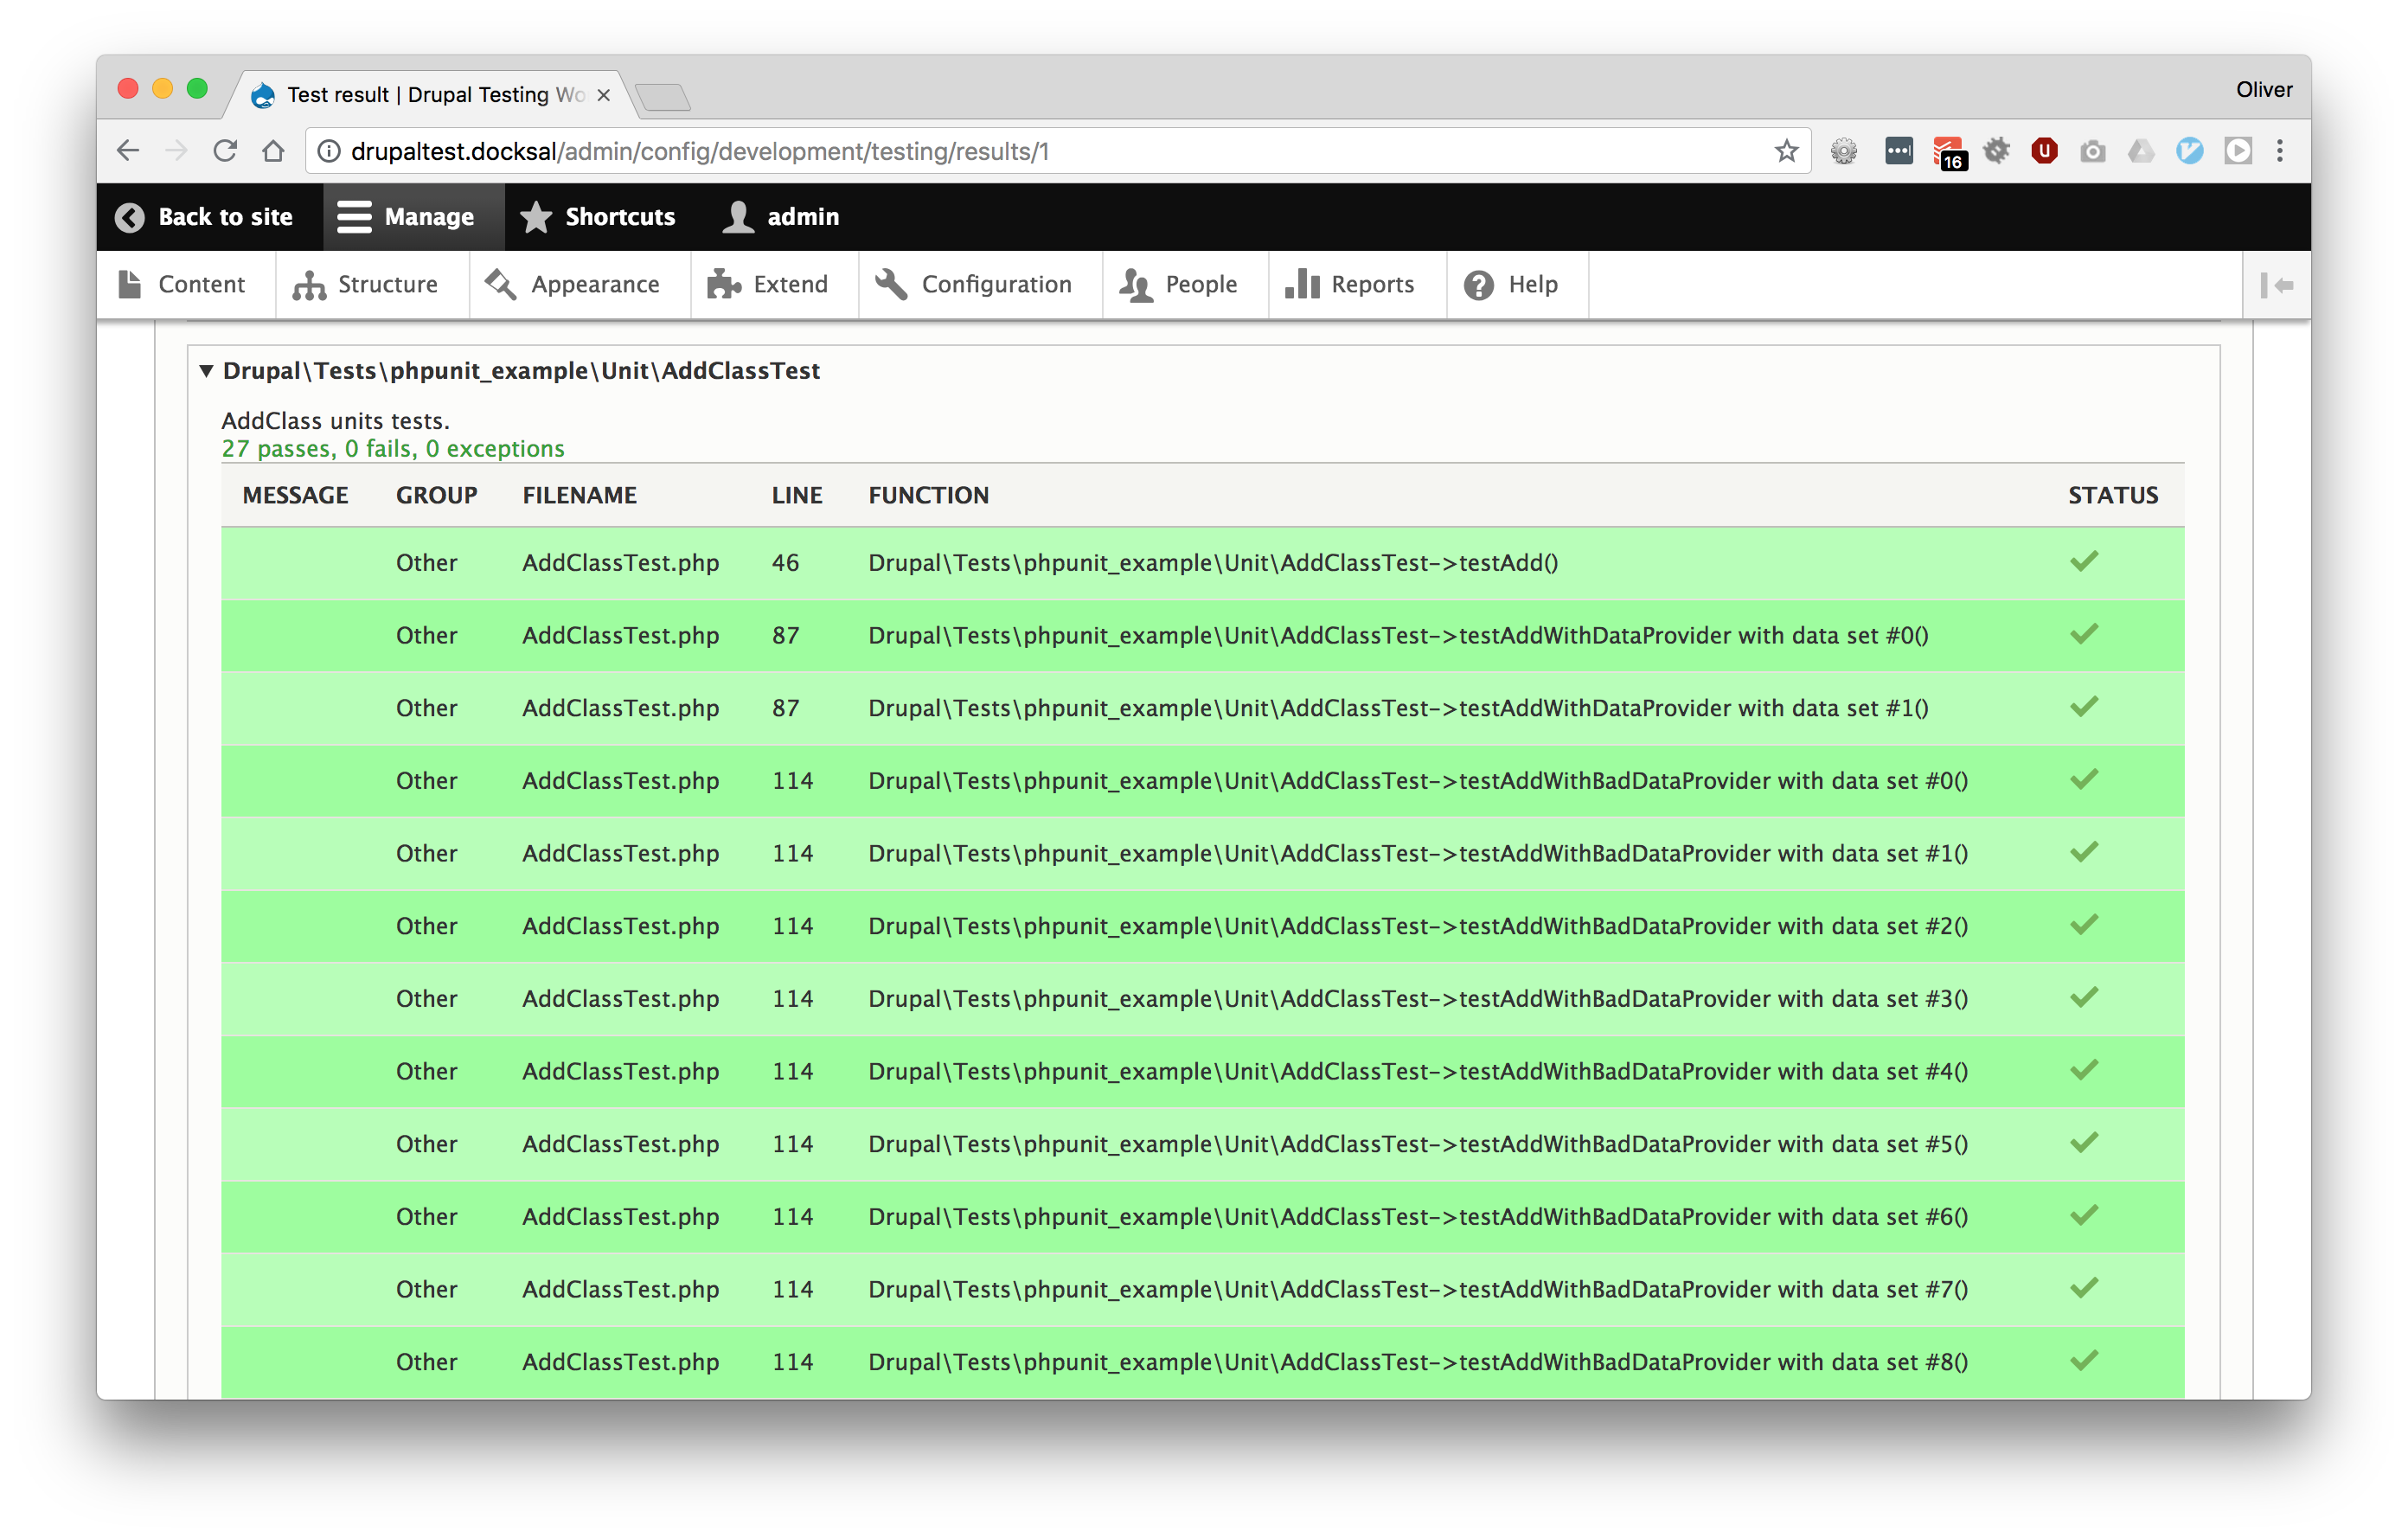 Test result | Drupal Testing Wo
Oliver
drupaltest.docksal/admin/config/development/testing/results/1
16
Back to site Manage Shortcuts admin
Content Structure Appearance Extend Configuration People Reports Help
Drupal\Tests\phpunit_example\Unit\AddClassTest
AddClass units tests.
27 passes, 0 fails, 0 exceptions
MESSAGE GROUP FILENAME LINE FUNCTION STATUS
Other AddClassTest.php 46 Drupal\Tests\phpunit_example\Unit\AddClassTest->testAdd()
Other AddClassTest.php 87 Drupal\Tests\phpunit_example\Unit\AddClassTest->testAddWithDataProvider with data set #0()
Other AddClassTest.php 87 Drupal\Tests\phpunit_example\Unit\AddClassTest->testAddWithDataProvider with data set #1()
Other AddClassTest.php 114 Drupal\Tests\phpunit_example\Unit\AddClassTest->testAddWithBadDataProvider with data set #0()
Other AddClassTest.php 114 Drupal\Tests\phpunit_example\Unit\AddClassTest->testAddWithBadDataProvider with data set #1()
Other AddClassTest.php 114 Drupal\Tests\phpunit_example\Unit\AddClassTest->testAddWithBadDataProvider with data set #2()
Other AddClassTest.php 114 Drupal\Tests\phpunit_example\Unit\AddClassTest->testAddWithBadDataProvider with data set #3()
Other AddClassTest.php 114 Drupal\Tests\phpunit_example\Unit\AddClassTest->testAddWithBadDataProvider with data set #4()
Other AddClassTest.php 114 Drupal\Tests\phpunit_example\Unit\AddClassTest->testAddWithBadDataProvider with data set #5()
Other AddClassTest.php 114 Drupal\Tests\phpunit_example\Unit\AddClassTest->testAddWithBadDataProvider with data set #6()
Other AddClassTest.php 114 Drupal\Tests\phpunit_example\Unit\AddClassTest->testAddWithBadDataProvider with data set #7()
Other AddClassTest.php 114 Drupal\Tests\phpunit_example\Unit\AddClassTest->testAddWithBadDataProvider with data set #8()